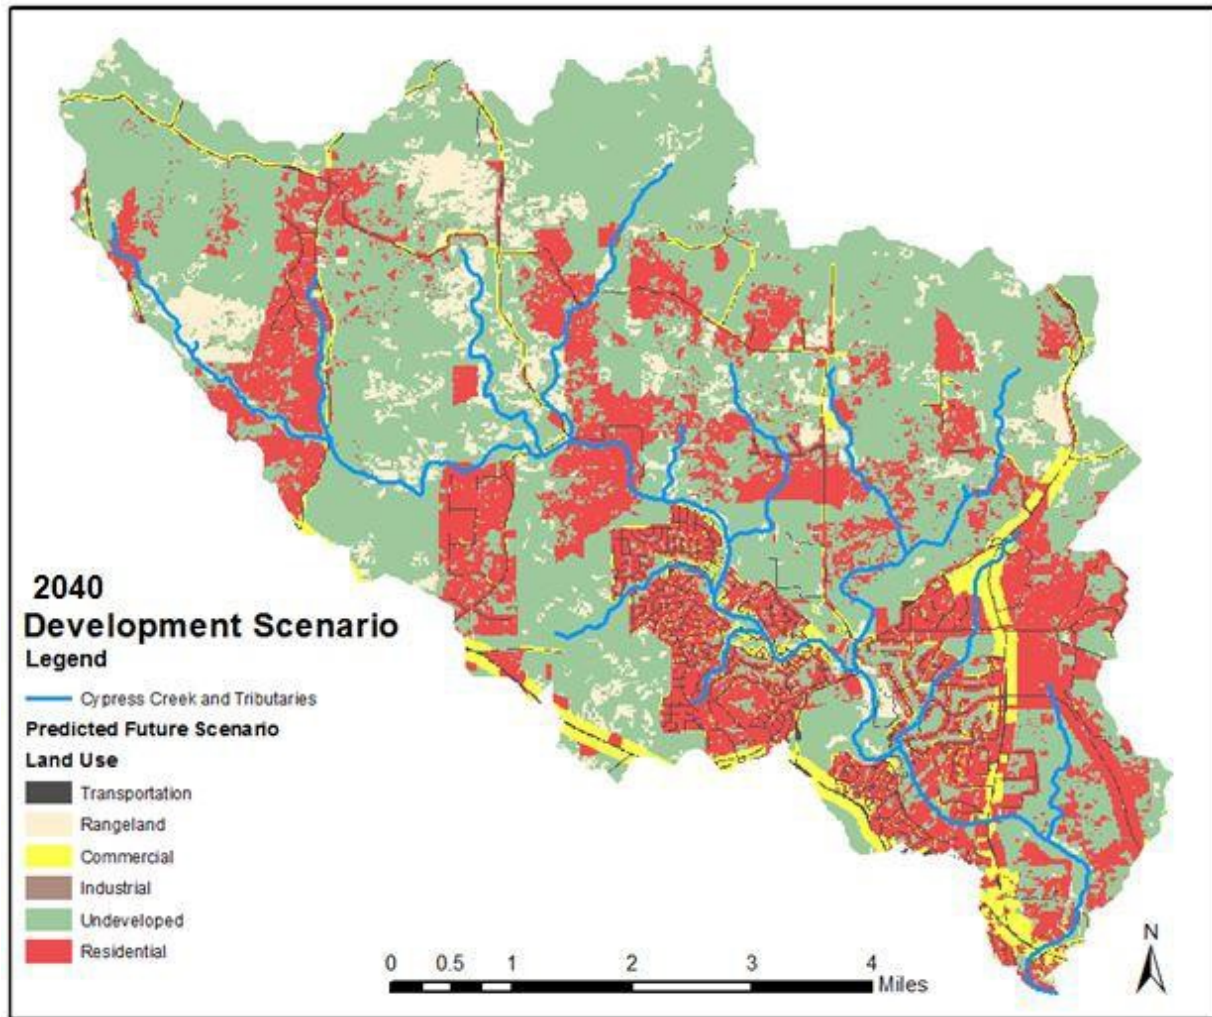 2040
Development Scenario
Legend
Cypress Creek and Tributaries
Predicted Future Scenario
Land Use
Transportation
Rangeland
Commercial
Industrial
Undeveloped
Residential
0 0.5 1 2 3 4
Miles
N